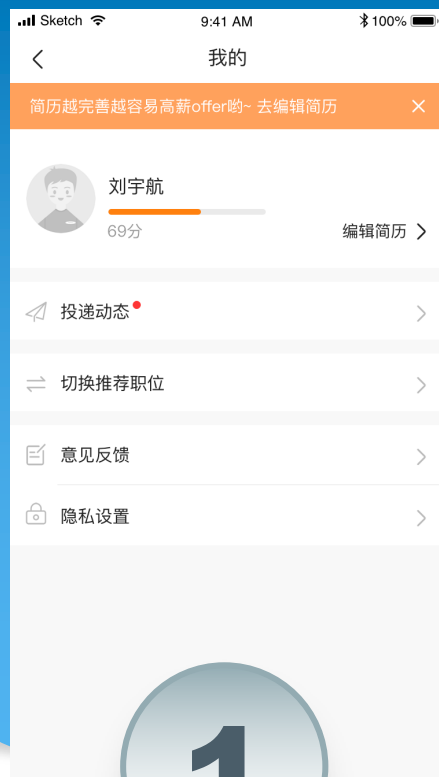 Sketch 9:41 AM 100%
我的
简历越完善越容易高薪offer哟~ 去编辑简历
刘宇航
69分
编辑简历
投递动态
切换推荐职位
意见反馈
隐私设置
1